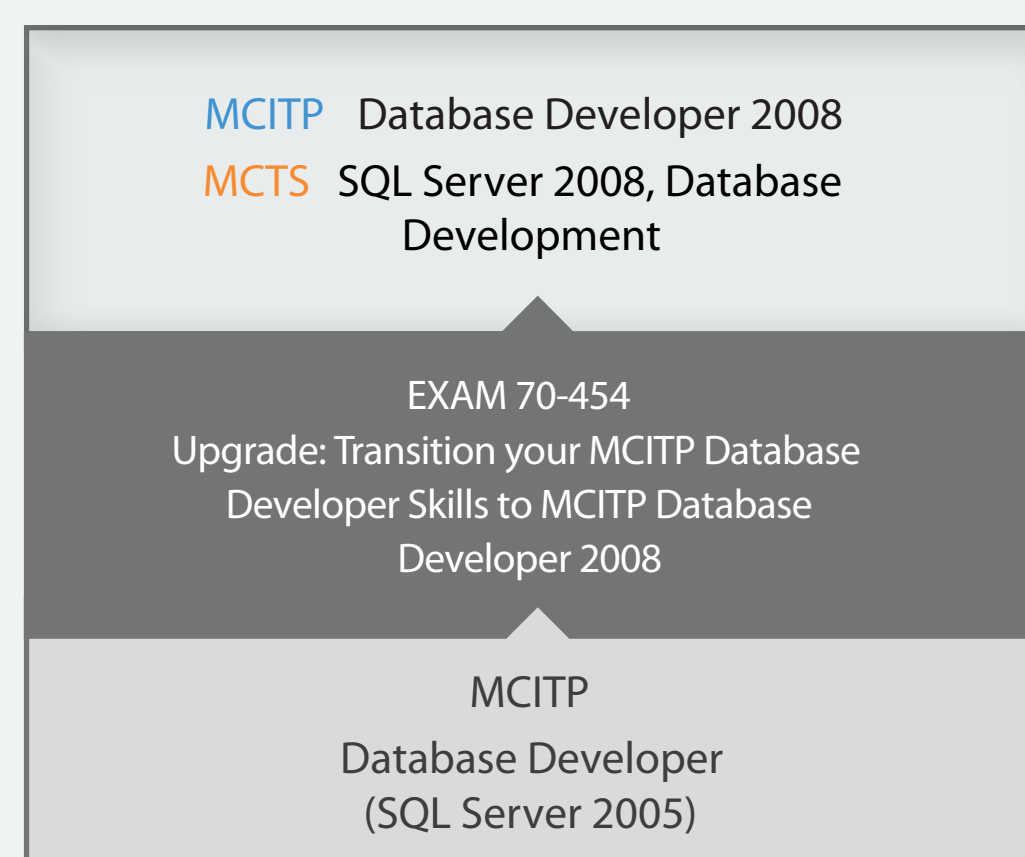 MCITP Database Developer 2008
MCTS SQL Server 2008, Database
Development
EXAM 70-454
Upgrade: Transition your MCITP Database
Developer Skills to MCITP Database
Developer 2008
MCITP
Database Developer
(SQL Server 2005)